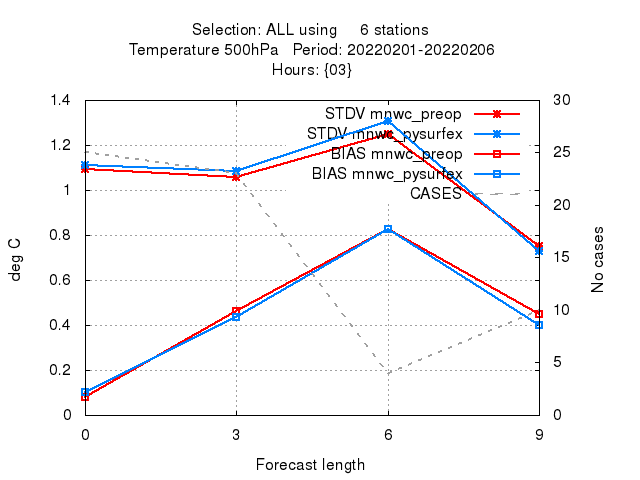 Selection: ALL using     6 stations
Temperature 500hPa   Period: 20220201-20220206
Hours: {03}
1.4
1.2
1
0.8
0.6
0.4
0.2
0
30
25
20
15
10
5
0
STDV mnwc_preop
STDV mnwc_pysurfex
BIAS mnwc_preop
BIAS mnwc_pysurfex
CASES
deg C
No cases
0 3 6 9
Forecast length